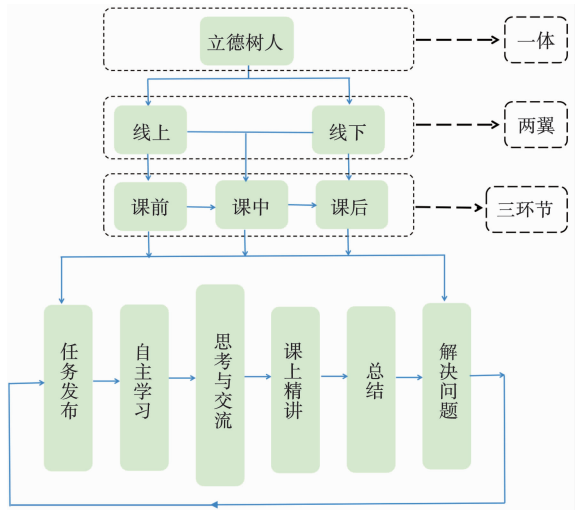 立德树人
一体
线上
线下
两翼
课前
课中
课后
三环节
任务发布
自主学习
思考与交流
课上精讲
总结
解决问题